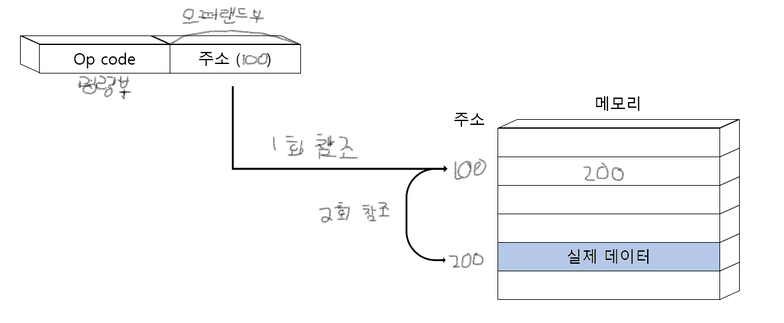 오퍼랜드부
Op code
주소 (100)
명령부
메모리
주소
1회 참조
100
200
2회 참조
200
실제 데이터